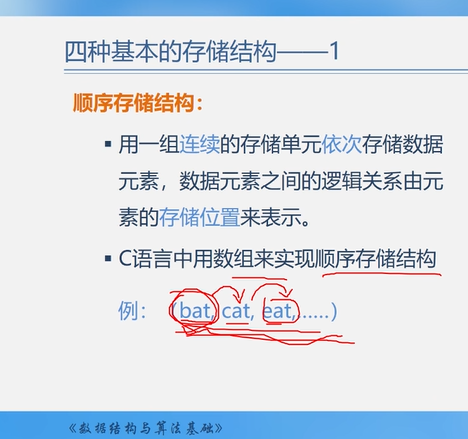 四种基本的存储结构——1
顺序存储结构：
▪ 用一组连续的存储单元依次存储数据
元素，数据元素之间的逻辑关系由元
素的存储位置来表示。
▪ C语言中用数组来实现顺序存储结构
例：（bat, cat, eat,……）
《数据结构与算法基础》